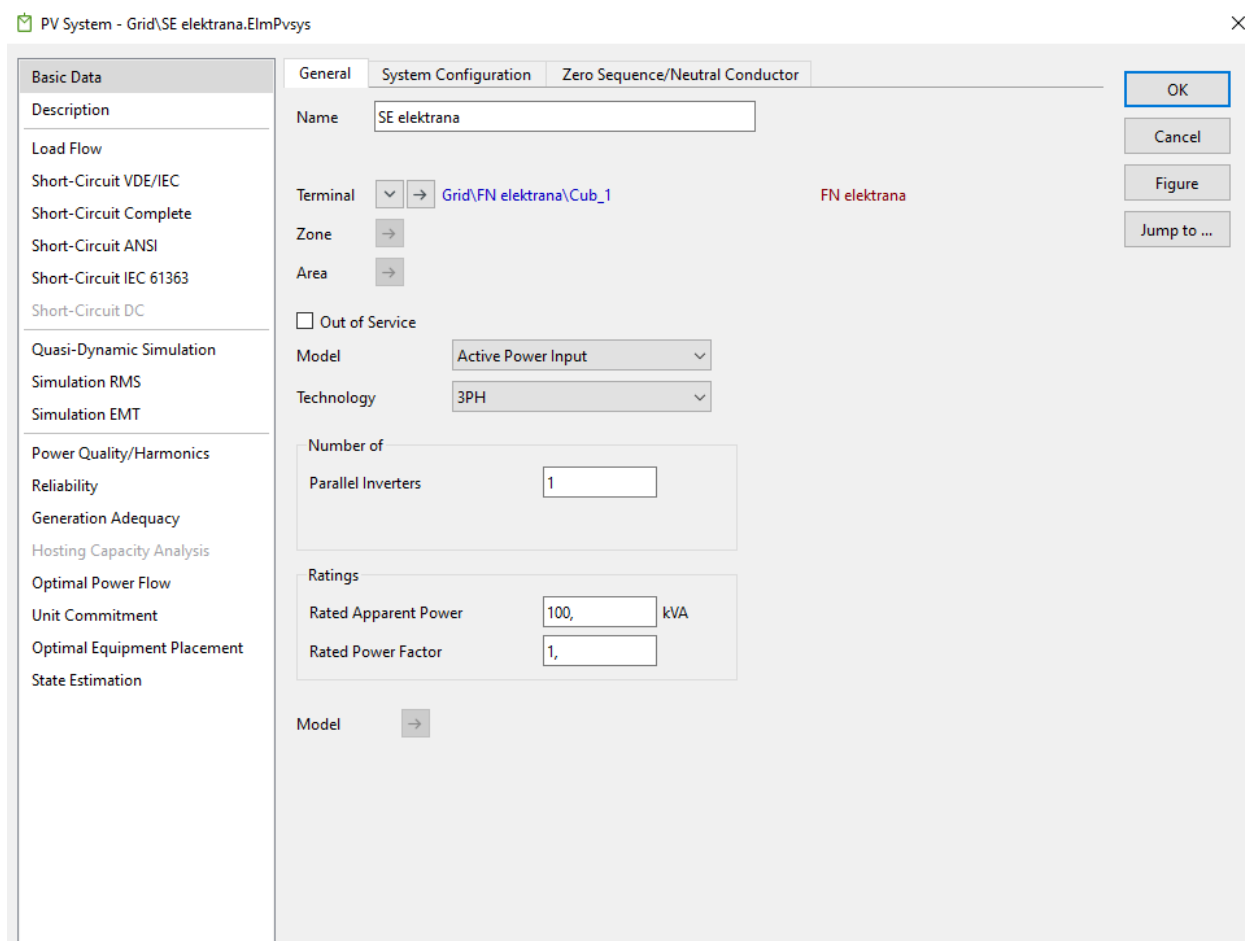 PV System - Grid\SE elektrana.ElmPvsys
Basic Data
Description
Load Flow
Short-Circuit VDE/IEC
Short-Circuit Complete
Short-Circuit ANSI
Short-Circuit IEC 61363
Short-Circuit DC
Quasi-Dynamic Simulation
Simulation RMS
Simulation EMT
Power Quality/Harmonics
Reliability
Generation Adequacy
Hosting Capacity Analysis
Optimal Power Flow
Unit Commitment
Optimal Equipment Placement
State Estimation
General System Configuration Zero Sequence/Neutral Conductor
Name SE elektrana
Terminal Grid\FN elektrana\Cub_1 FN elektrana
Zone
Area
Out of Service
Model Active Power Input
Technology 3PH
Number of
Parallel Inverters 1
Ratings
Rated Apparent Power 100, kVA
Rated Power Factor 1,
Model
OK
Cancel
Figure
Jump to ...